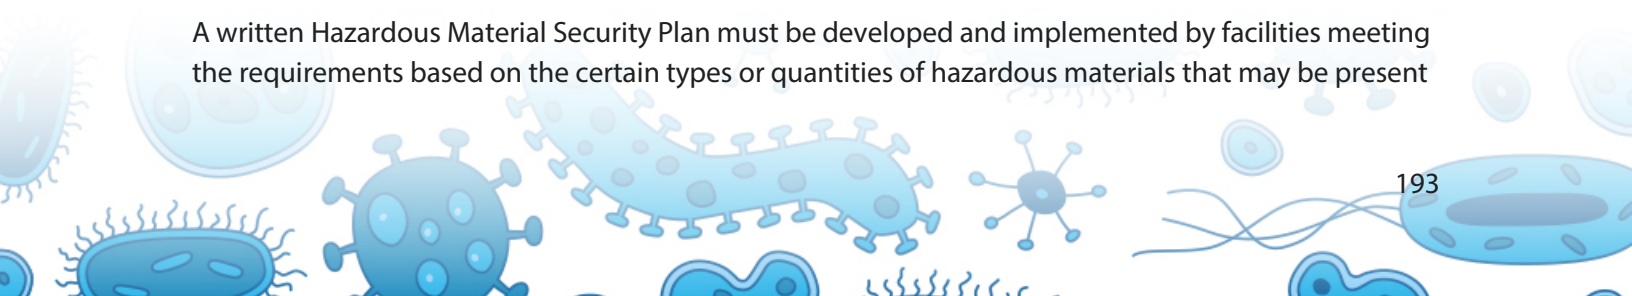 A written Hazardous Material Security Plan must be developed and implemented by facilities meeting
the requirements based on the certain types or quantities of hazardous materials that may be present
193